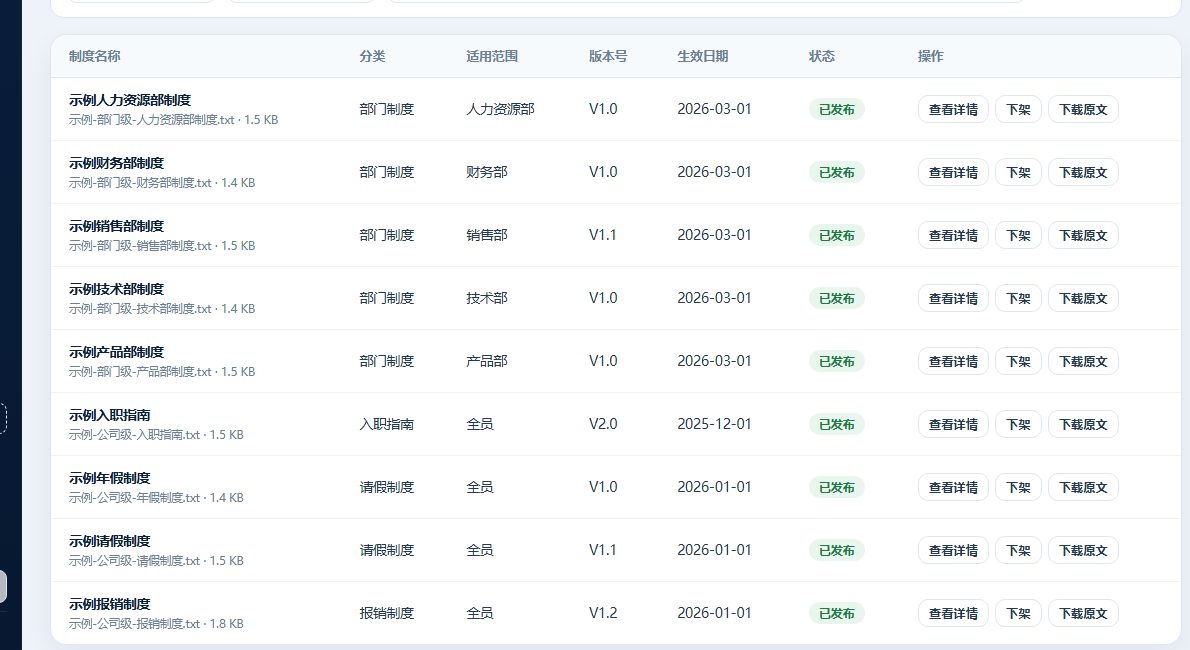 制度名称 分类 适用范围 版本号 生效日期 状态 操作
示例人力资源部制度
示例-部门级-人力资源部制度.txt · 1.5 KB
部门制度 人力资源部 V1.0 2026-03-01 已发布 查看详情 下架 下载原文
示例财务部制度
示例-部门级-财务部制度.txt · 1.4 KB
部门制度 财务部 V1.0 2026-03-01 已发布 查看详情 下架 下载原文
示例销售部制度
示例-部门级-销售部制度.txt · 1.5 KB
部门制度 销售部 V1.1 2026-03-01 已发布 查看详情 下架 下载原文
示例技术部制度
示例-部门级-技术部制度.txt · 1.4 KB
部门制度 技术部 V1.0 2026-03-01 已发布 查看详情 下架 下载原文
示例产品部制度
示例-部门级-产品部制度.txt · 1.5 KB
部门制度 产品部 V1.0 2026-03-01 已发布 查看详情 下架 下载原文
示例入职指南
示例-公司级-入职指南.txt · 1.5 KB
入职指南 全员 V2.0 2025-12-01 已发布 查看详情 下架 下载原文
示例年假制度
示例-公司级-年假制度.txt · 1.4 KB
请假制度 全员 V1.0 2026-01-01 已发布 查看详情 下架 下载原文
示例请假制度
示例-公司级-请假制度.txt · 1.5 KB
请假制度 全员 V1.1 2026-01-01 已发布 查看详情 下架 下载原文
示例报销制度
示例-公司级-报销制度.txt · 1.8 KB
报销制度 全员 V1.2 2026-01-01 已发布 查看详情 下架 下载原文